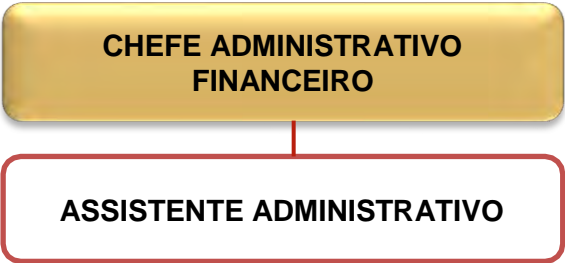 CHEFE ADMINISTRATIVO
FINANCEIRO
ASSISTENTE ADMINISTRATIVO